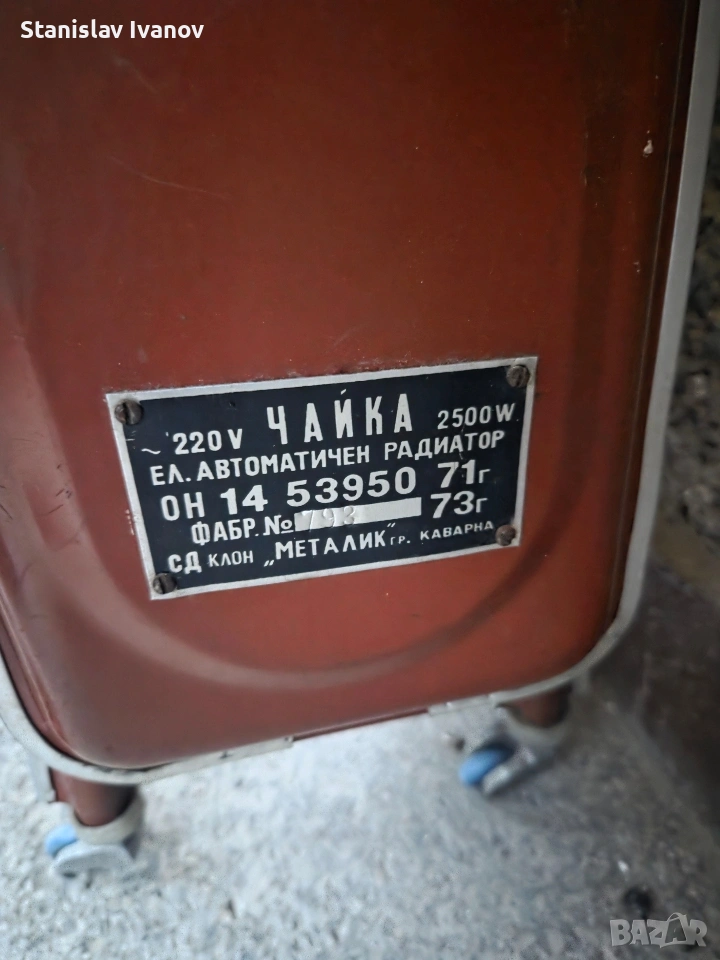 Stanislav Ivanov
~ 220V ЧАЙКА 2500W
ЕЛ. АВТОМАТИЧЕН РАДИАТОР
ОН 14 53950 71г
ФАБР. № 793 73г
СД КЛОН „МЕТАЛИК" ГР. КАВАРНА
BAZAR